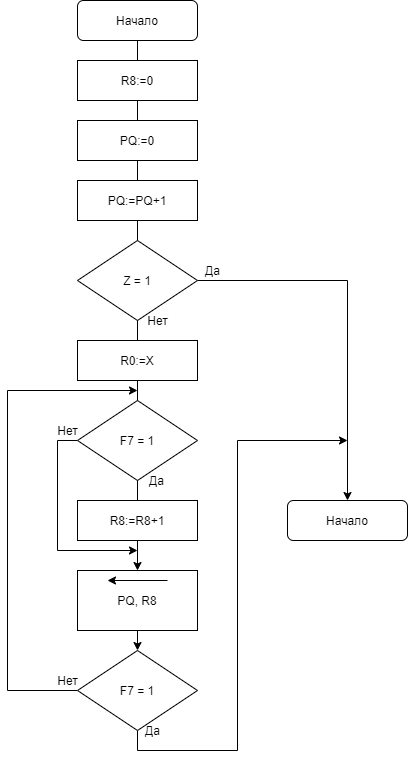 Начало
R8:=0
PQ:=0
PQ:=PQ+1
Z = 1
Да
Нет
R0:=X
F7 = 1
Нет
Да
R8:=R8+1
Начало
PQ, R8
F7 = 1
Нет
Да